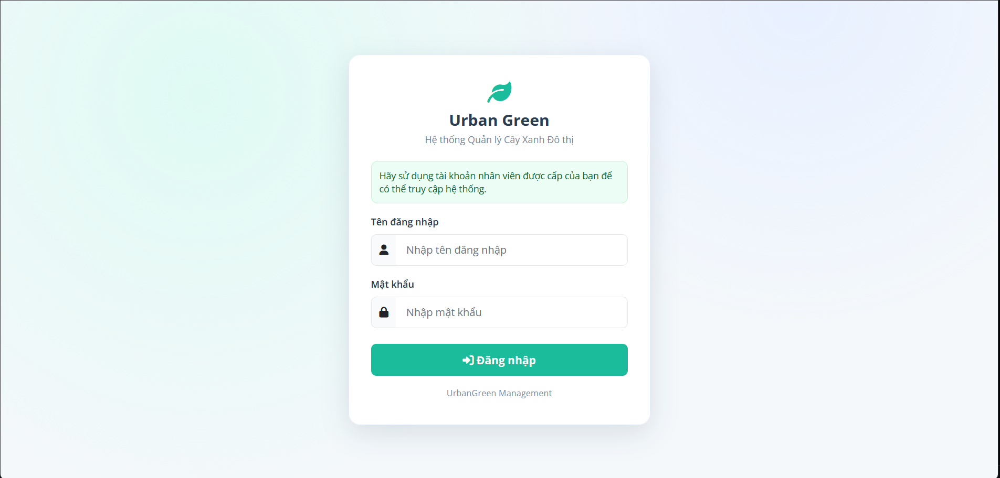 Urban Green
Hệ thống Quản lý Cây Xanh Đô thị
Hãy sử dụng tài khoản nhân viên được cấp của bạn để
có thể truy cập hệ thống.
Tên đăng nhập
Nhập tên đăng nhập
Mật khẩu
Nhập mật khẩu
Đăng nhập
UrbanGreen Management